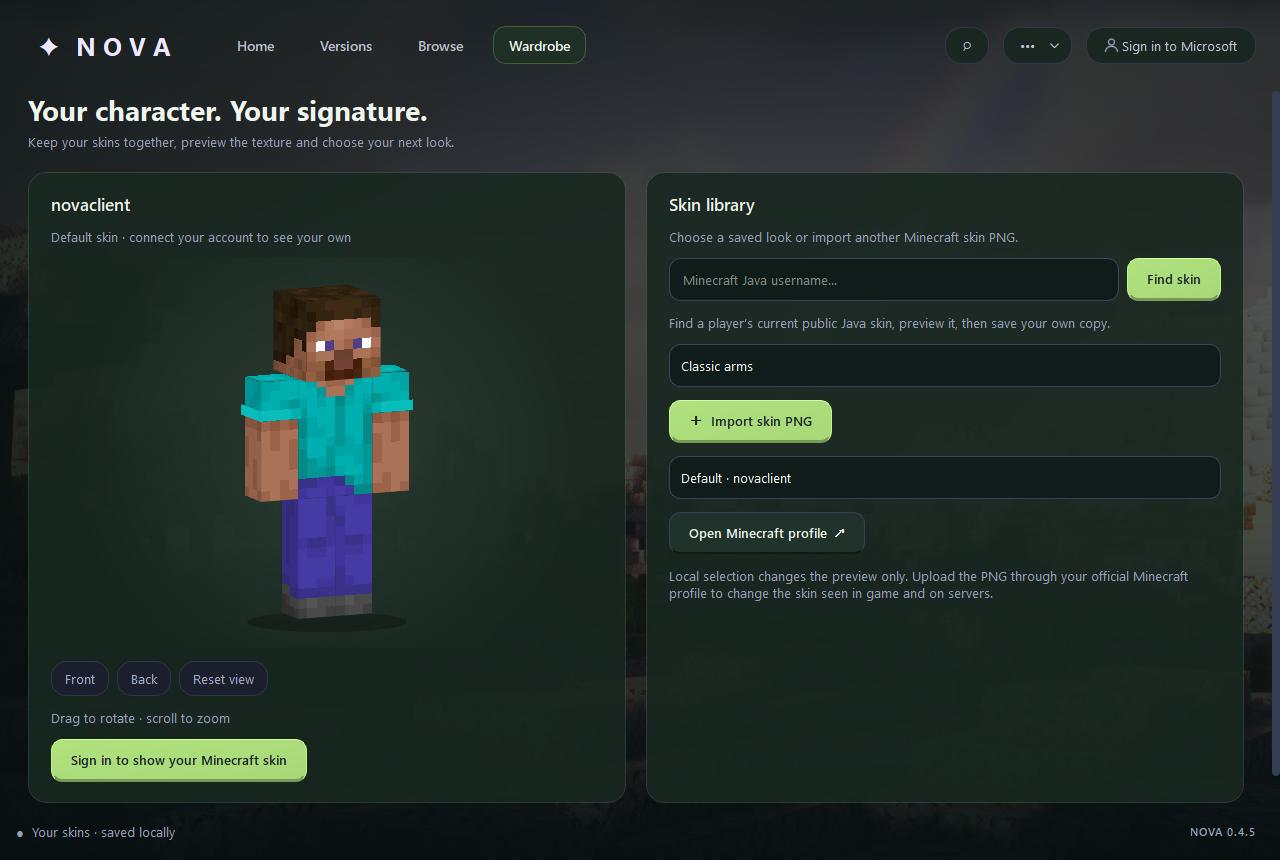 ✦ NOVA
Home
Versions
Browse
Wardrobe
Sign in to Microsoft
Your character. Your signature.
Keep your skins together, preview the texture and choose your next look.
novaclient
Default skin · connect your account to see your own
Front
Back
Reset view
Drag to rotate · scroll to zoom
Sign in to show your Minecraft skin
Skin library
Choose a saved look or import another Minecraft skin PNG.
Minecraft Java username...
Find skin
Find a player's current public Java skin, preview it, then save your own copy.
Classic arms
+ Import skin PNG
Default · novaclient
Open Minecraft profile ↗
Local selection changes the preview only. Upload the PNG through your official Minecraft
profile to change the skin seen in game and on servers.
● Your skins · saved locally
NOVA 0.4.5